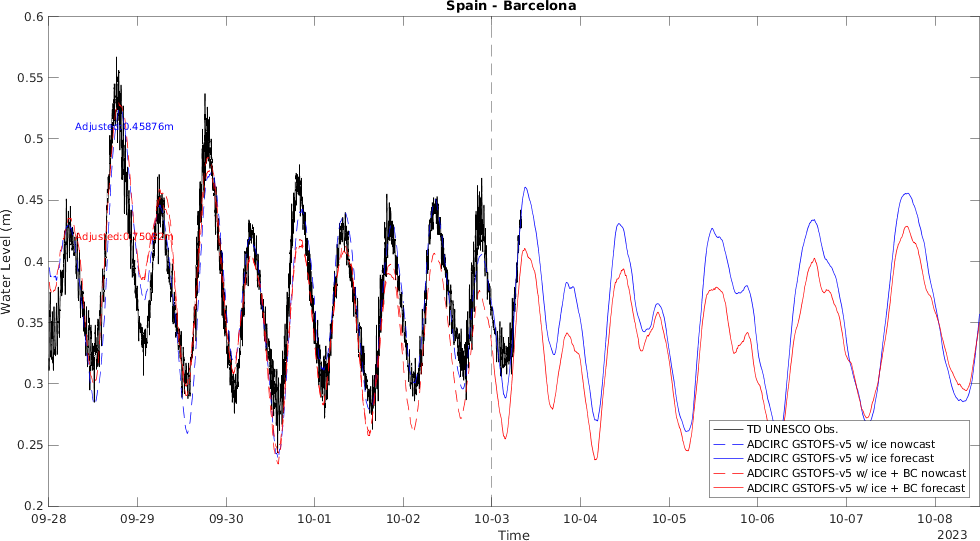 Spain - Barcelona
Water Level (m)
0.6
0.55
0.5
0.45
0.4
0.35
0.3
0.25
0.2
Adjusted:0.45876m
TD UNESCO Obs.
ADCIRC GSTOFS-v5 w/ ice nowcast
ADCIRC GSTOFS-v5 w/ ice forecast
ADCIRC GSTOFS-v5 w/ ice + BC nowcast
ADCIRC GSTOFS-v5 w/ ice + BC forecast
09-28 09-29 09-30 10-01 10-02 10-03 10-04 10-05 10-06 10-07 10-08
Time
2023